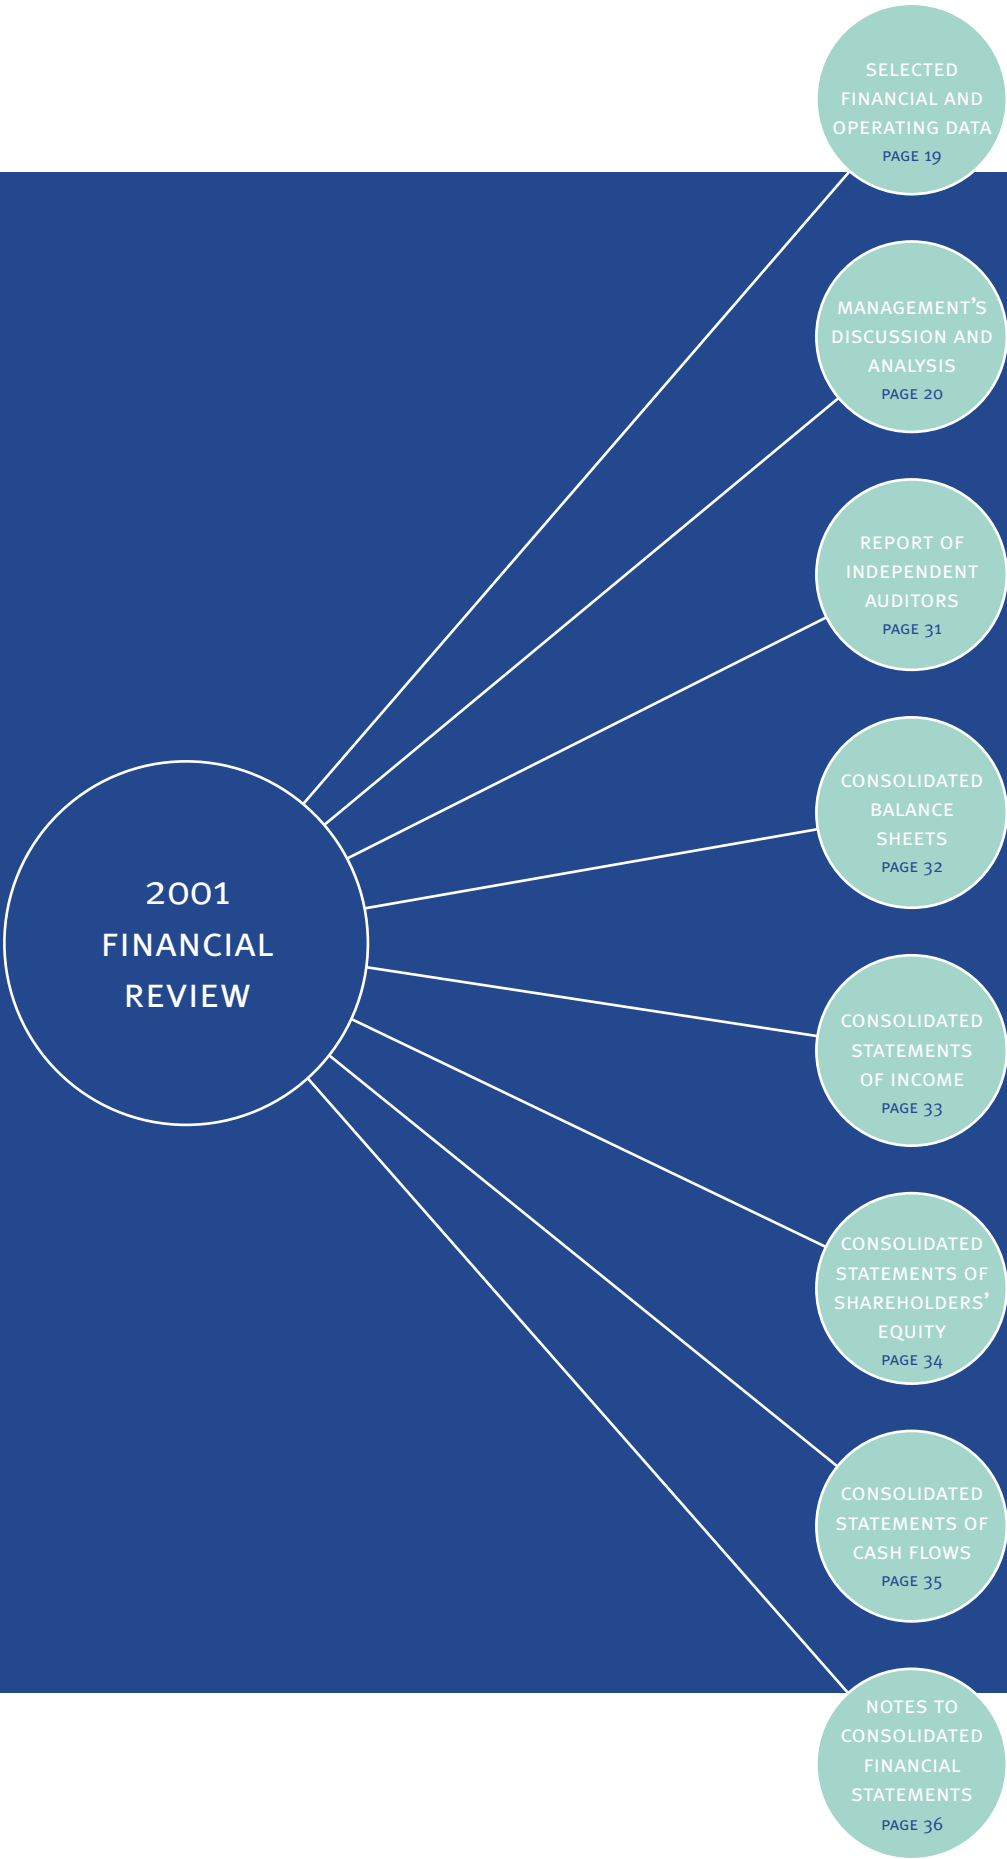 SELECTED
FINANCIAL AND
OPERATING DATA
PAGE 19
MANAGEMENT'S
DISCUSSION AND
ANALYSIS
PAGE 20
REPORT OF
INDEPENDENT
AUDITORS
PAGE 31
CONSOLIDATED
BALANCE
SHEETS
PAGE 32
2001
FINANCIAL
REVIEW
CONSOLIDATED
STATEMENTS
OF INCOME
PAGE 33
CONSOLIDATED
STATEMENTS OF
SHAREHOLDERS'
EQUITY
PAGE 34
CONSOLIDATED
STATEMENTS OF
CASH FLOWS
PAGE 35
NOTES TO
CONSOLIDATED
FINANCIAL
STATEMENTS
PAGE 36